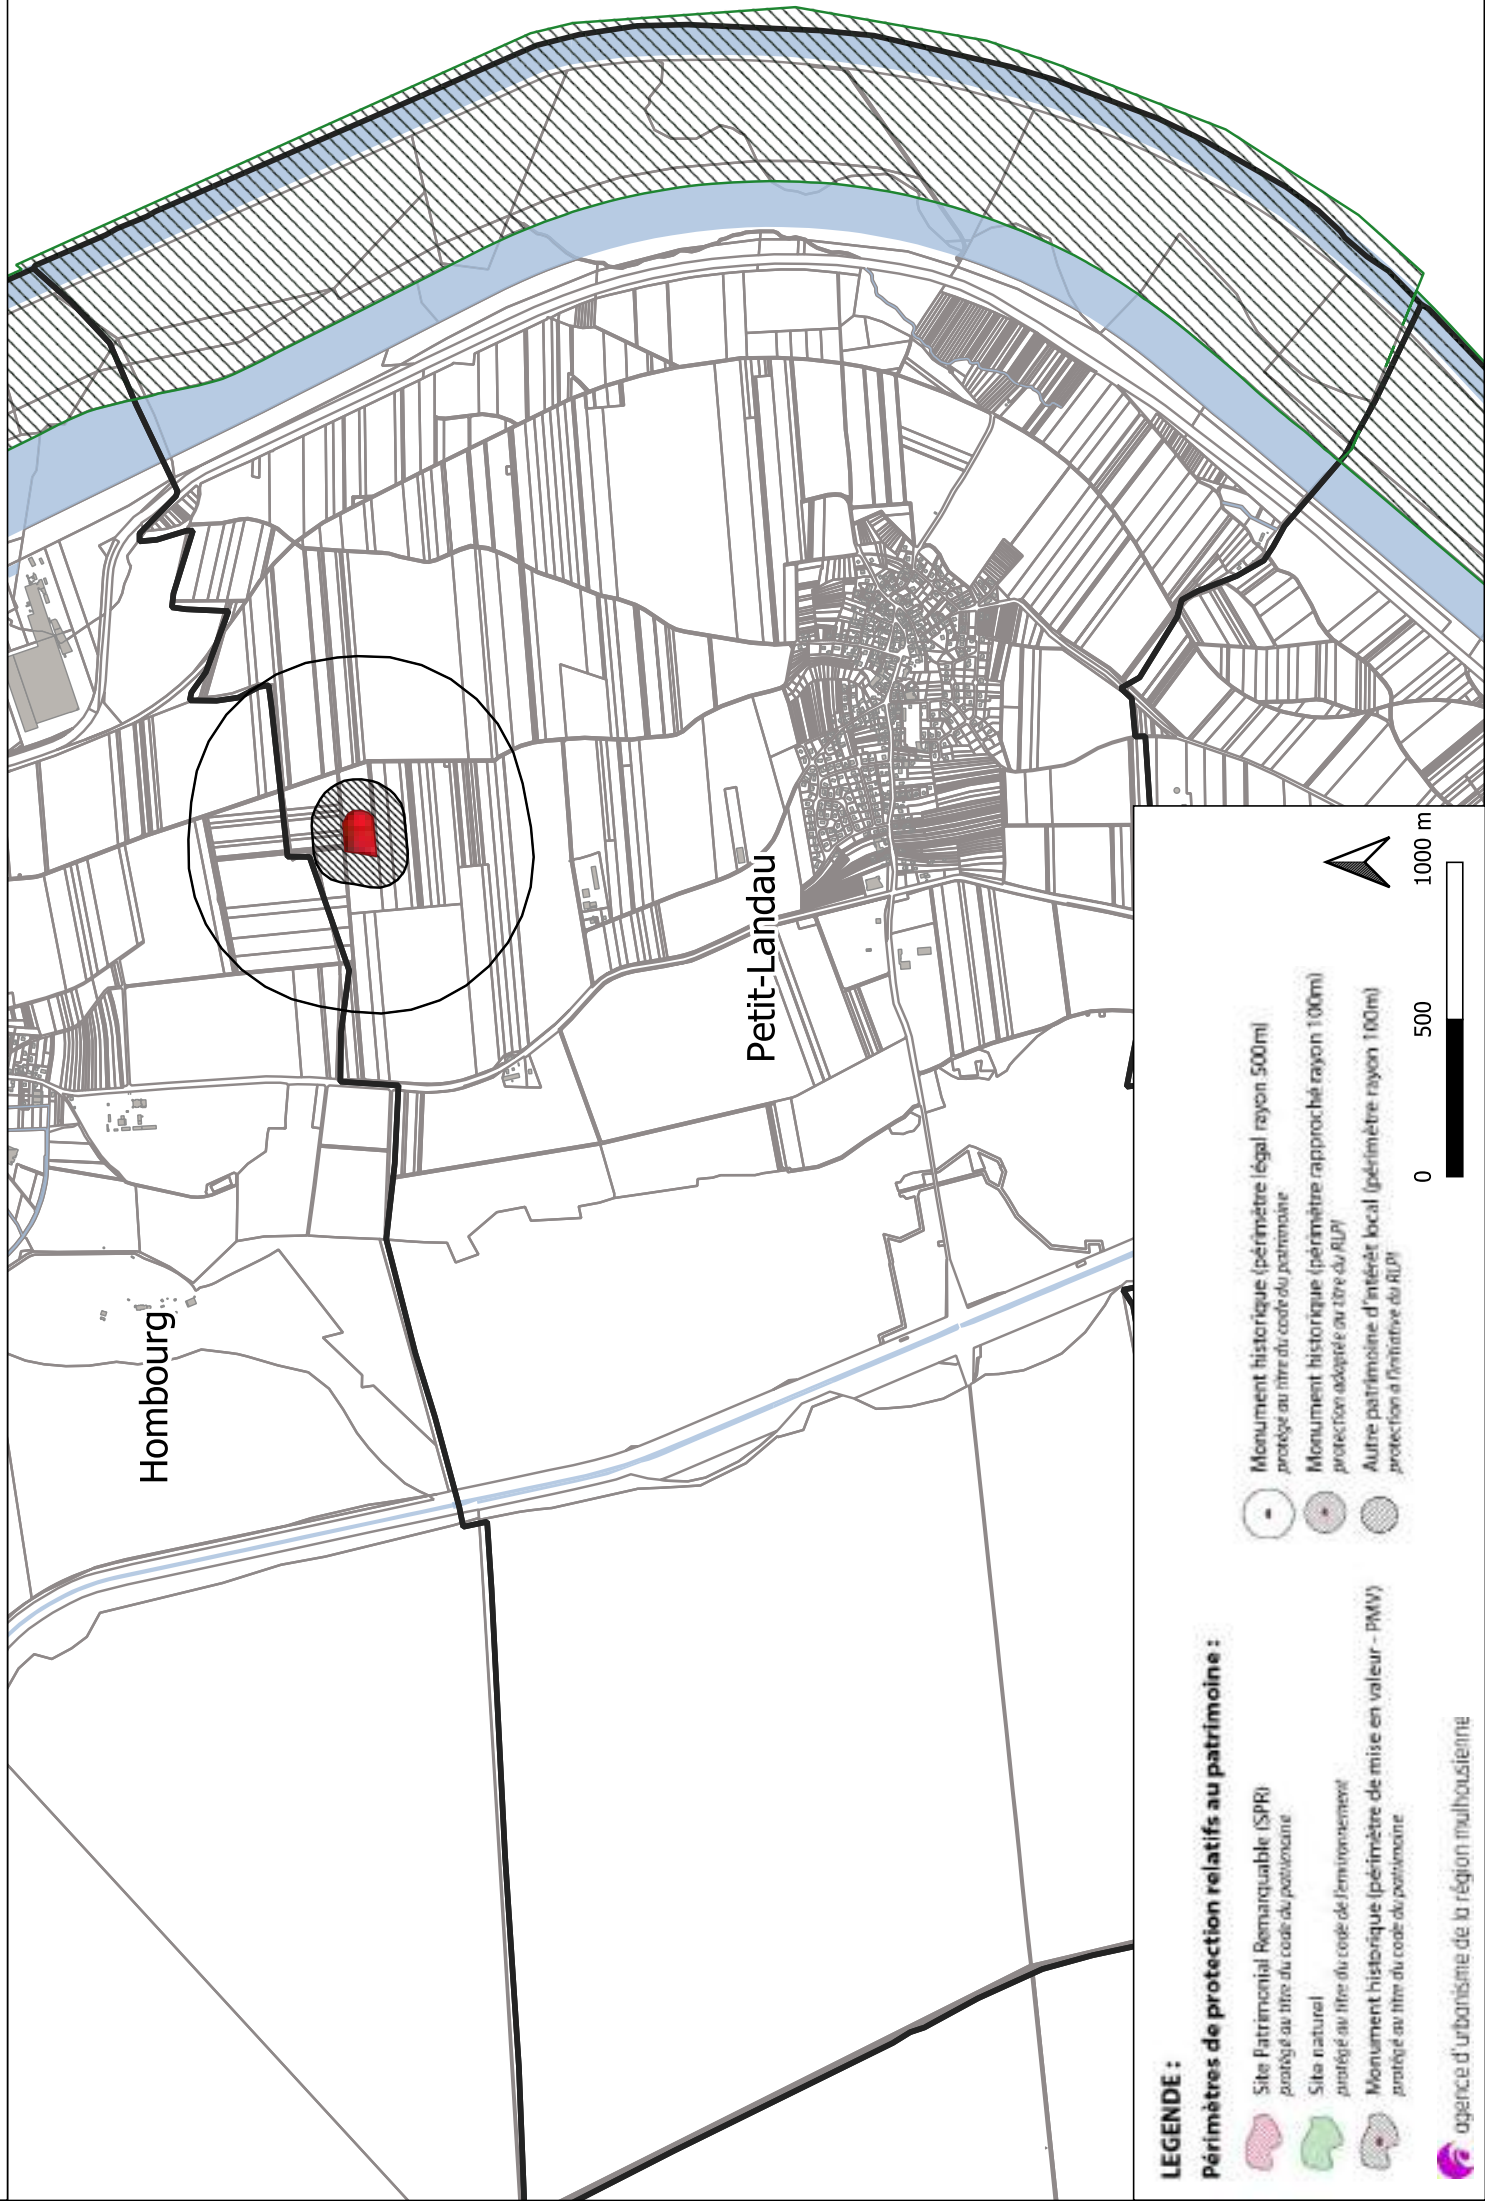 Hombourg
Petit-Landau
LEGENDE :
Périmètres de protection relatifs au patrimoine :
Site Patrimonial Remarquable (SPR)
protégé au titre du code du patrimoine
Site naturel
protégé au titre du code de l'environnement
Monument historique (périmètre de mise en valeur - PMV)
protégé au titre du code du patrimoine
Monument historique (périmètre légal rayon 500m)
protégé au titre du code du patrimoine
Monument historique (périmètre rapproché rayon 100m)
protection adaptée au titre du RLPI
Autre patrimoine d'intérêt local (périmètre rayon 100m)
protection à l'initiative du RLPI
0 500 1000 m
agence d'urbanisme de la région mulhousienne